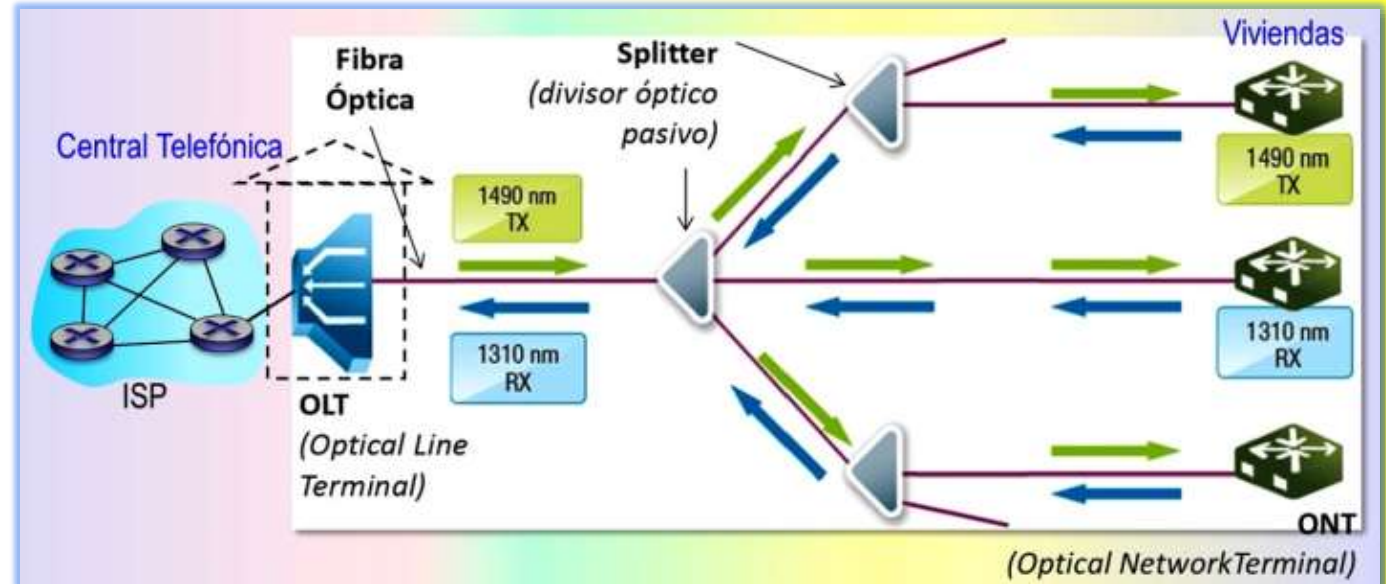 Fibra
Óptica
Splitter
(divisor óptico
pasivo)
Viviendas
Central Telefónica
1490 nm
TX
1490 nm
TX
1310 nm
RX
1310 nm
RX
ISP
OLT
(Optical Line
Terminal)
ONT
(Optical NetworkTerminal)